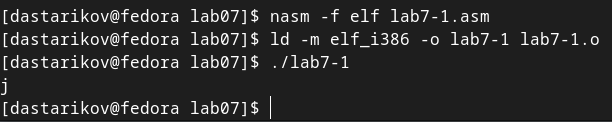 [dastarikov@fedora lab07]$ nasm -f elf lab7-1.asm
[dastarikov@fedora lab07]$ ld -m elf_i386 -o lab7-1 lab7-1.o
[dastarikov@fedora lab07]$ ./lab7-1
j
[dastarikov@fedora lab07]$